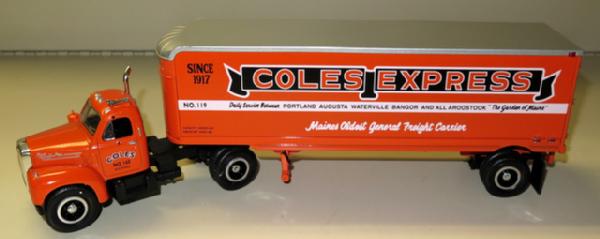 SINCE
1917
COLES EXPRESS
NO. 119
Daily Service Between PORTLAND AUGUSTA WATERVILLE BANGOR AND ALL AROOSTOOK "The Garden of Maine"
Maines Oldest General Freight Carrier
COLES